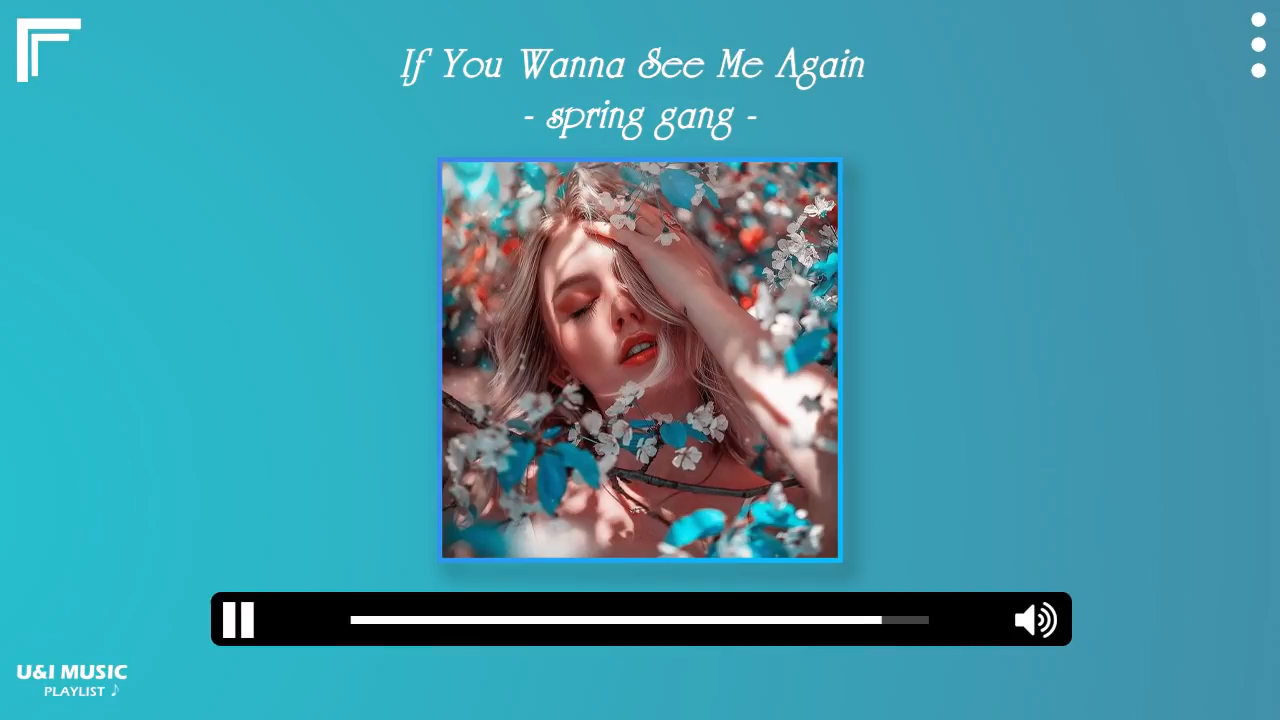 If You Wanna See Me Again
- spring gang -
U&I MUSIC
PLAYLIST ♪